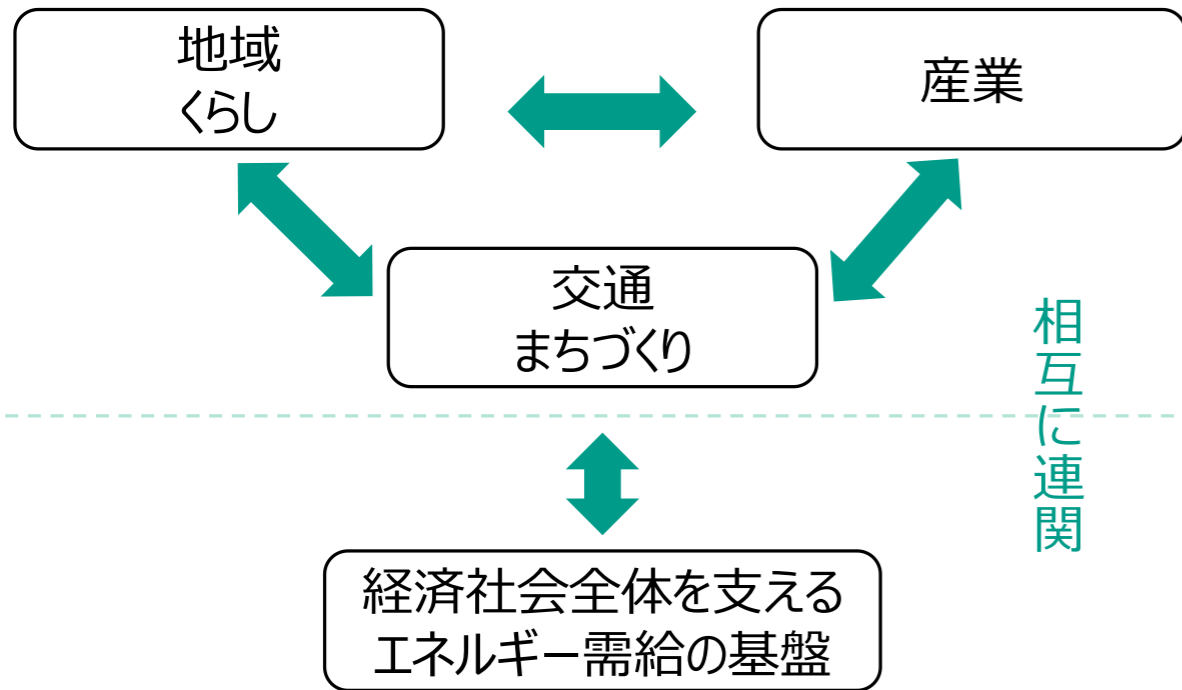 地域
くらし
産業
交通
まちづくり
相互に連関
経済社会全体を支える
エネルギー需給の基盤